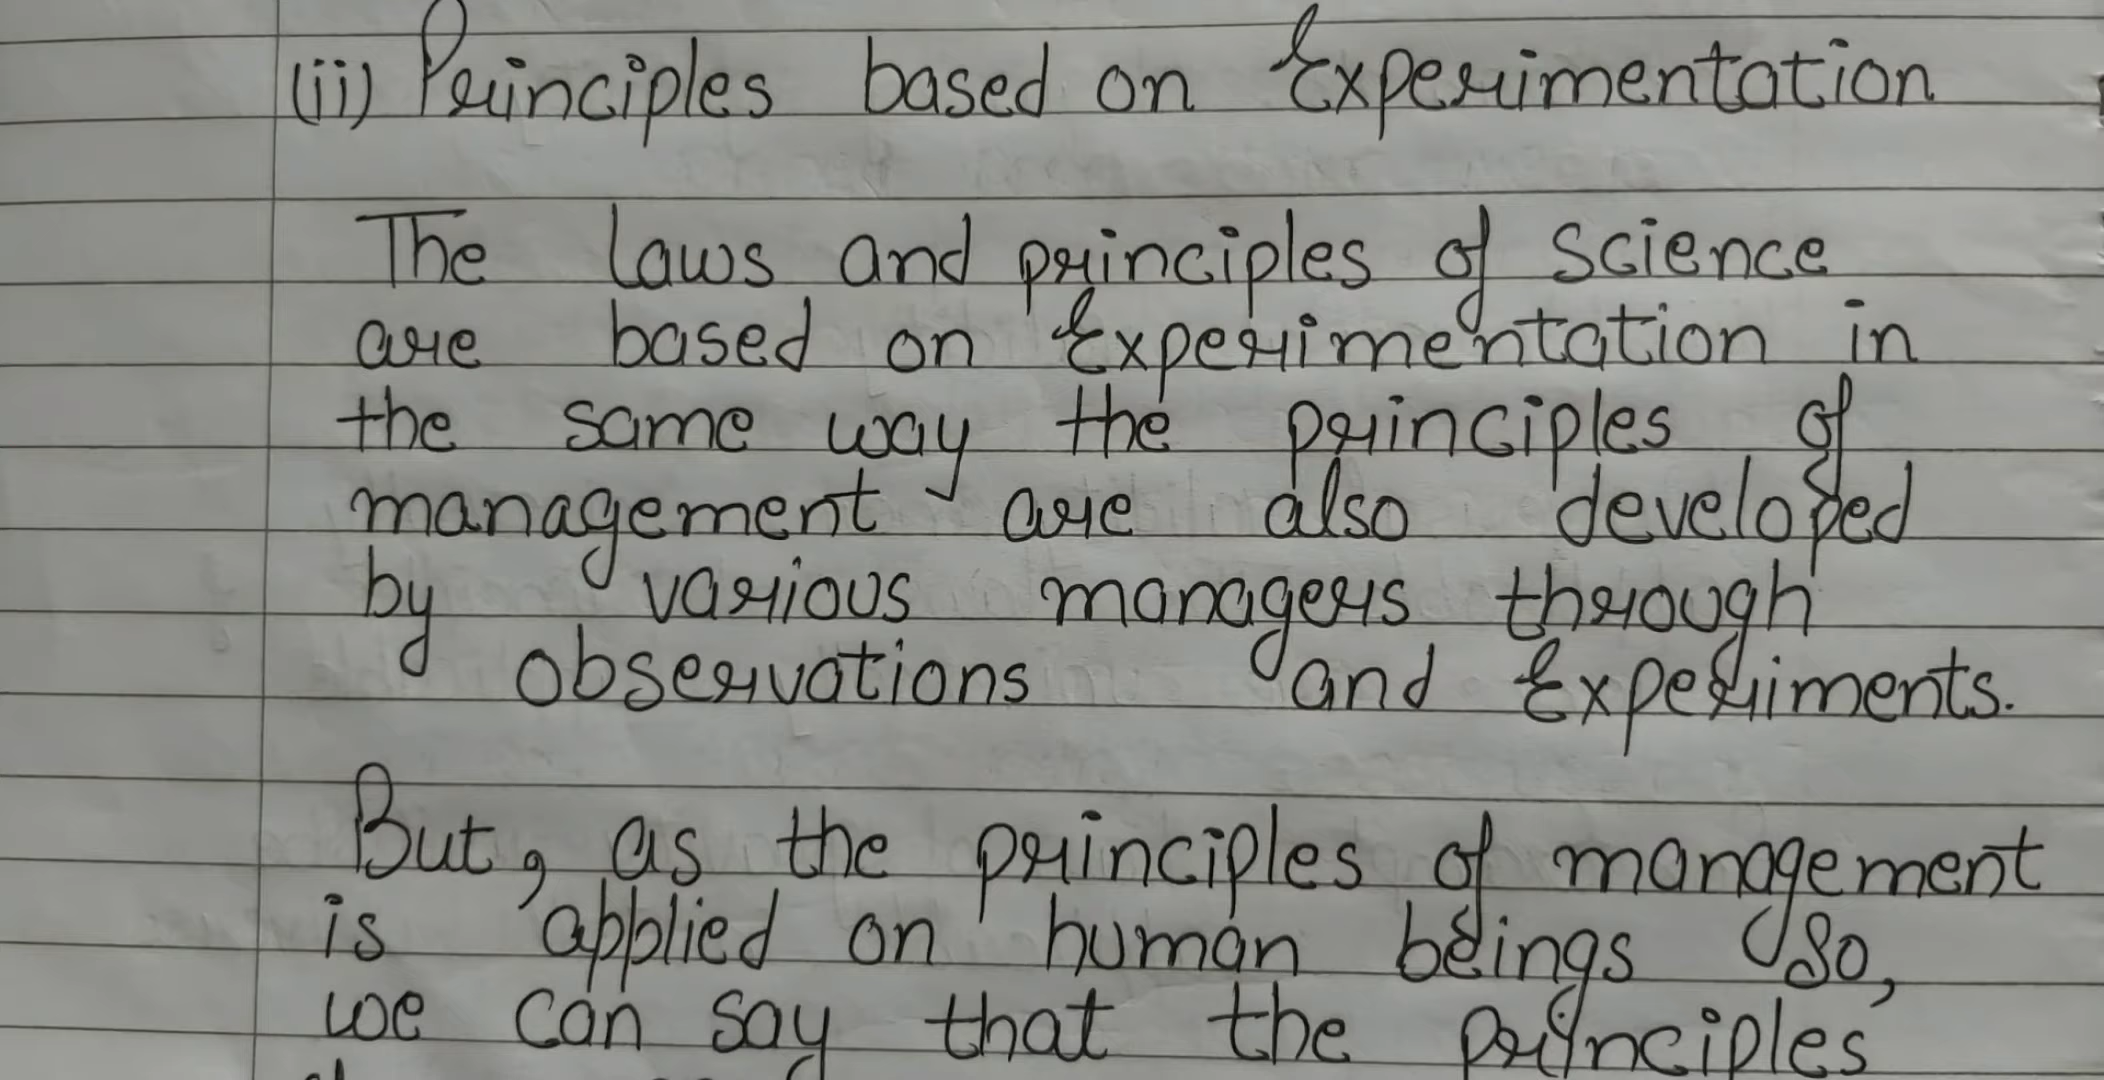 (ii) Principles based on Experimentation
The laws and principles of science
are based on Experimentation in
the same way the principles of
management are also developed
by various managers through
observations and Experiments.
But, as the principles of management
is applied on human beings So,
we can say that the principles